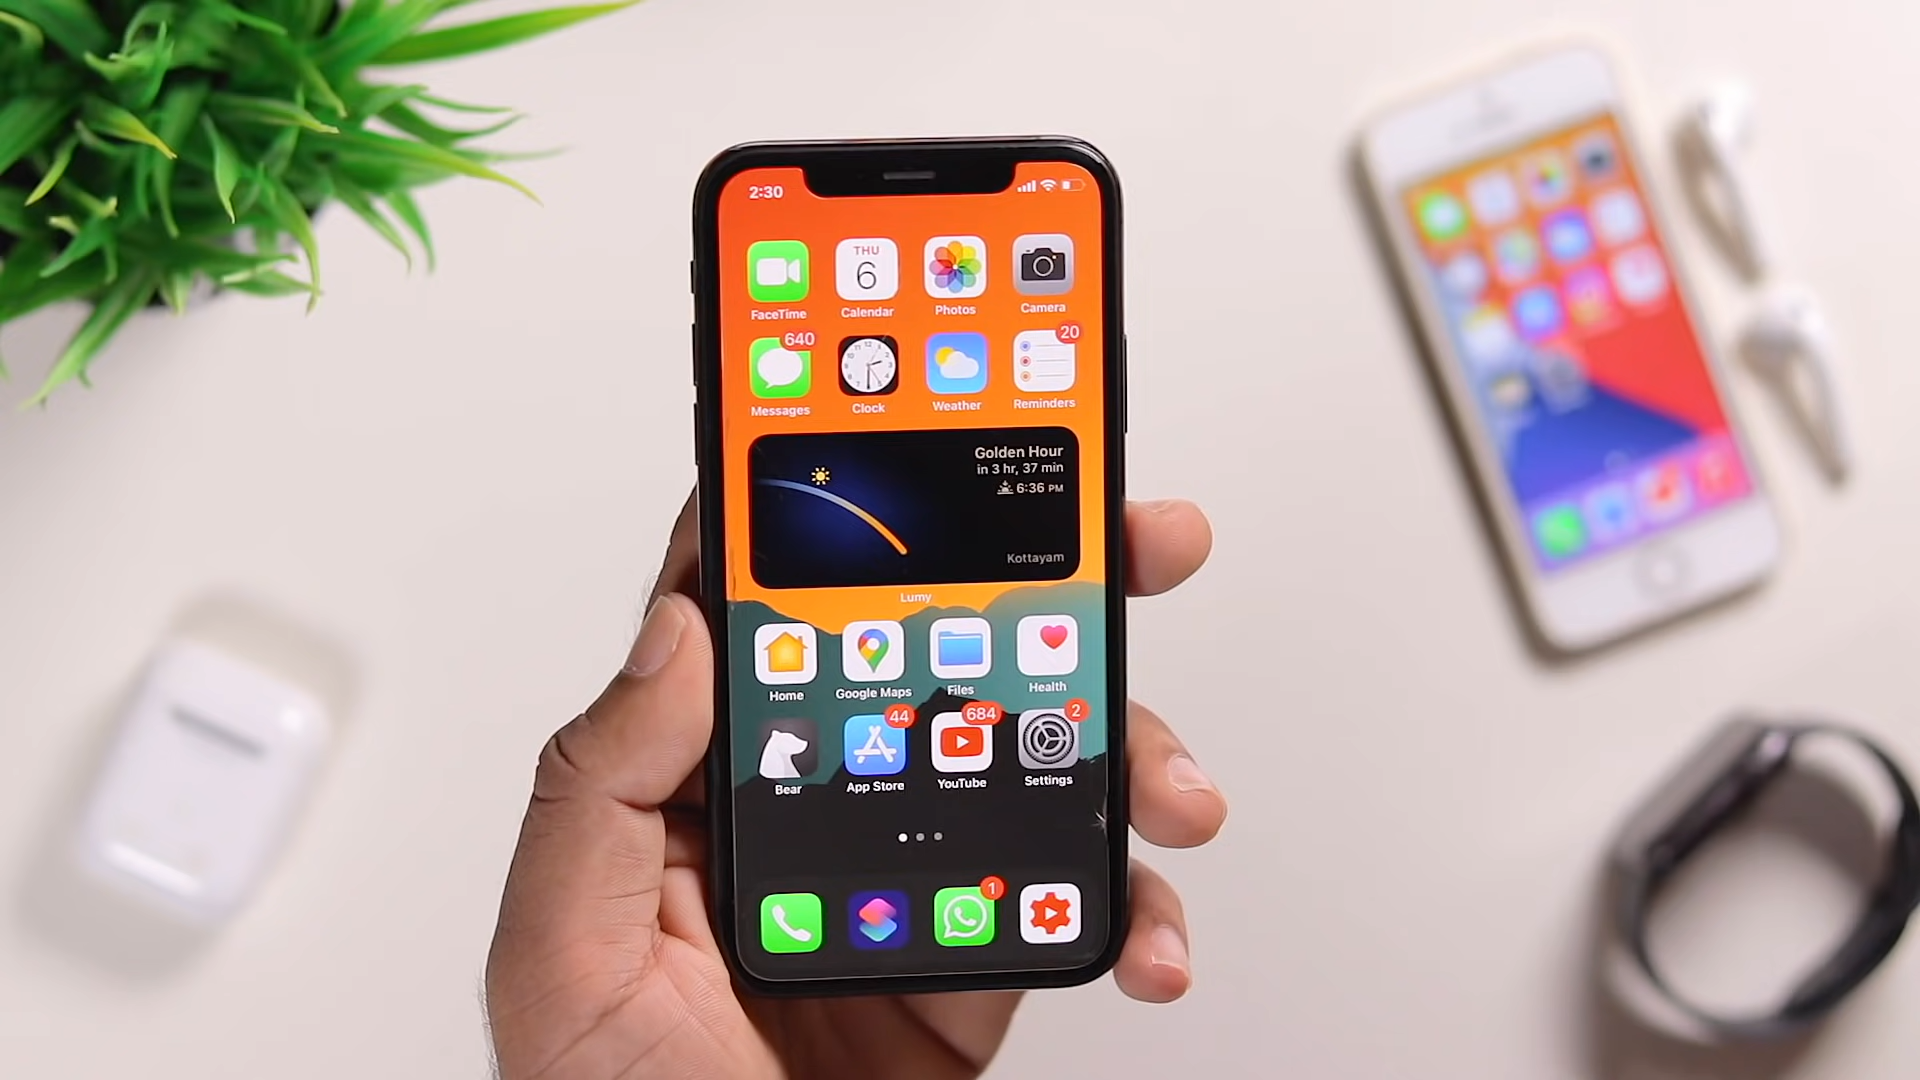 2:30
THU
6
FaceTime
Calendar
Photos
Camera
640
20
Messages
Clock
Weather
Reminders
Golden Hour
in 3 hr, 37 min
6:36 PM
Kottayam
Lumy
Home
Google Maps
Files
Health
44
684
2
Bear
App Store
YouTube
Settings
1